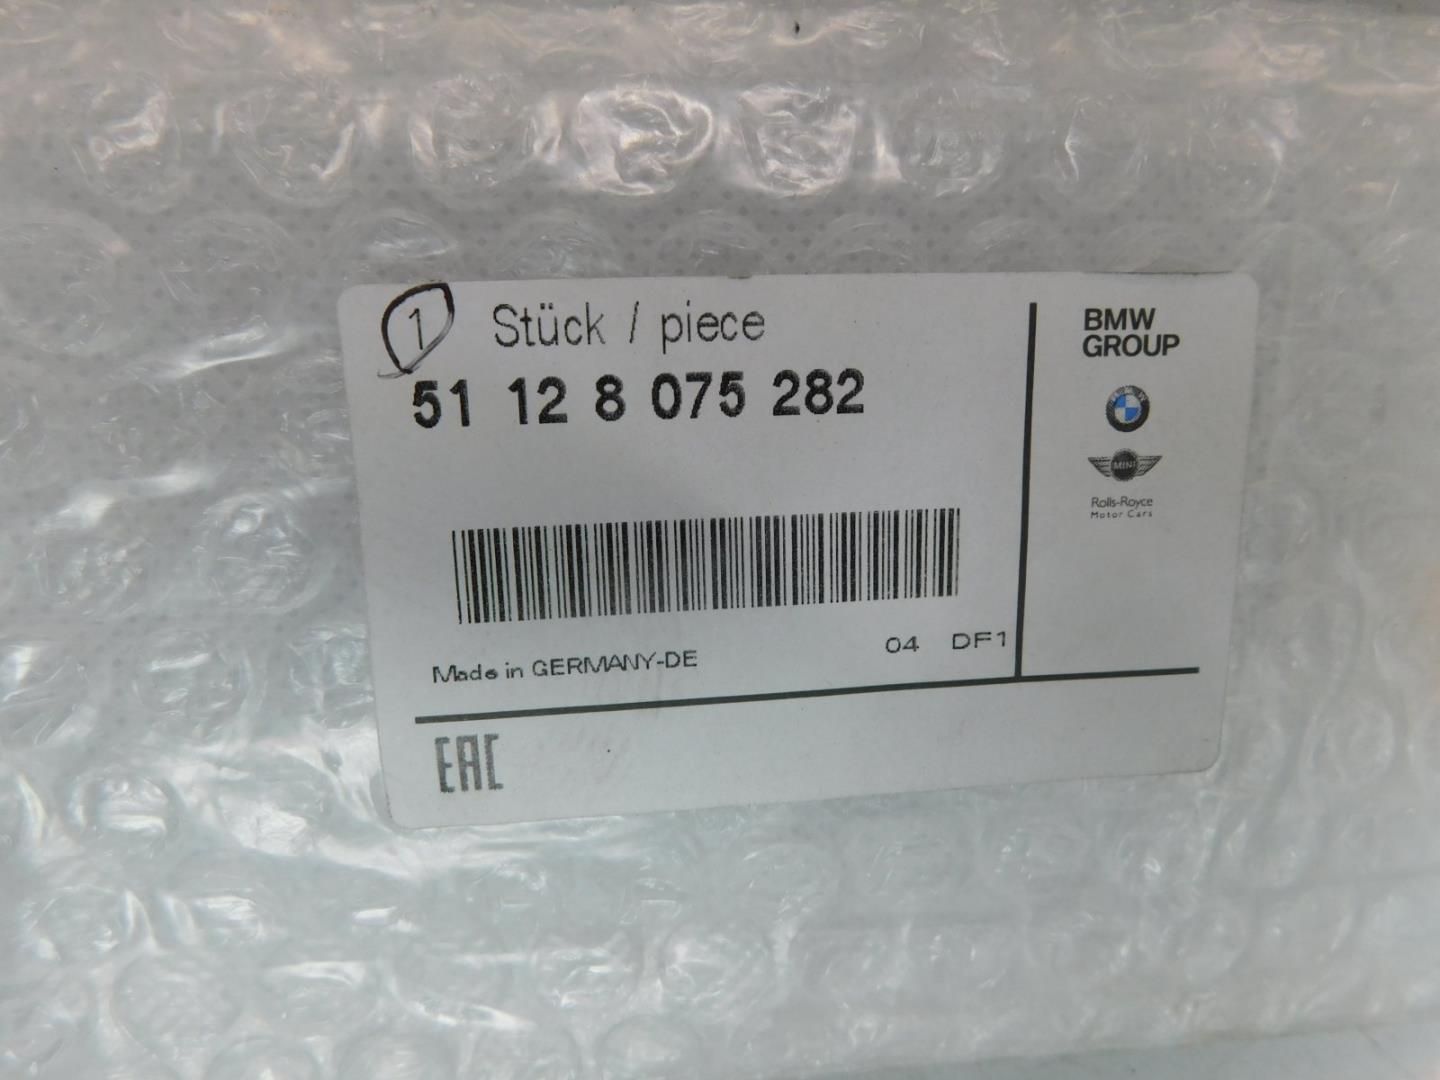 1 Stück / piece
51 12 8 075 282
Made in GERMANY-DE
04 DF1
EAC
BMW
GROUP
MINI
Rolls-Royce
Motor Cars